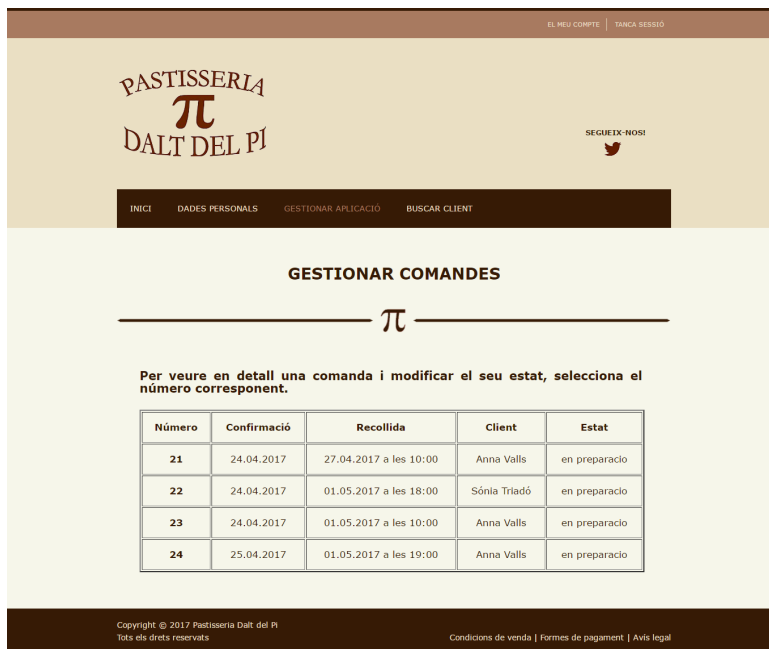 EL MEU COMPTE | TANCA SESSIÓ
PASTISSERIA
π
DALT DEL PI
SEGUEIX-NOS!
INICI DADES PERSONALS GESTIONAR APLICACIÓ BUSCAR CLIENT
GESTIONAR COMANDES
π
Per veure en detall una comanda i modificar el seu estat, selecciona el
número corresponent.
Número Confirmació Recollida Client Estat
21 24.04.2017 27.04.2017 a les 10:00 Anna Valls en preparacio
22 24.04.2017 01.05.2017 a les 18:00 Sónia Triadó en preparacio
23 24.04.2017 01.05.2017 a les 10:00 Anna Valls en preparacio
24 25.04.2017 01.05.2017 a les 19:00 Anna Valls en preparacio
Copyright © 2017 Pastisseria Dalt del Pi
Tots els drets reservats
Condicions de venda | Formes de pagament | Avís legal